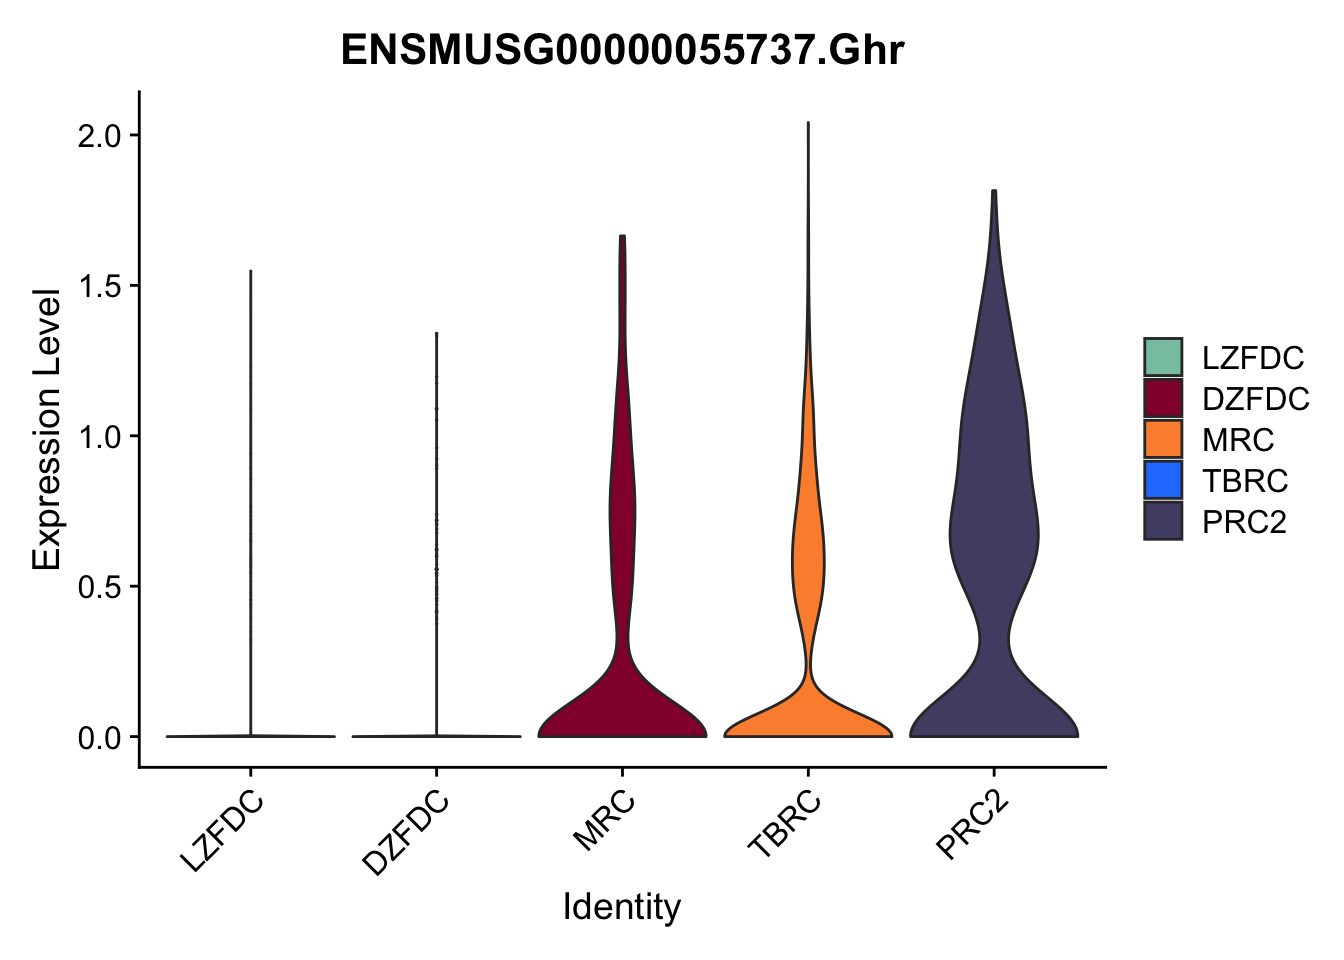 ENSMUSG00000055737.Ghr
Expression Level
2.0
1.5
1.0
0.5
0.0
LZFDC
DZFDC
MRC
TBRC
PRC2
Identity
LZFDC
DZFDC
MRC
TBRC
PRC2